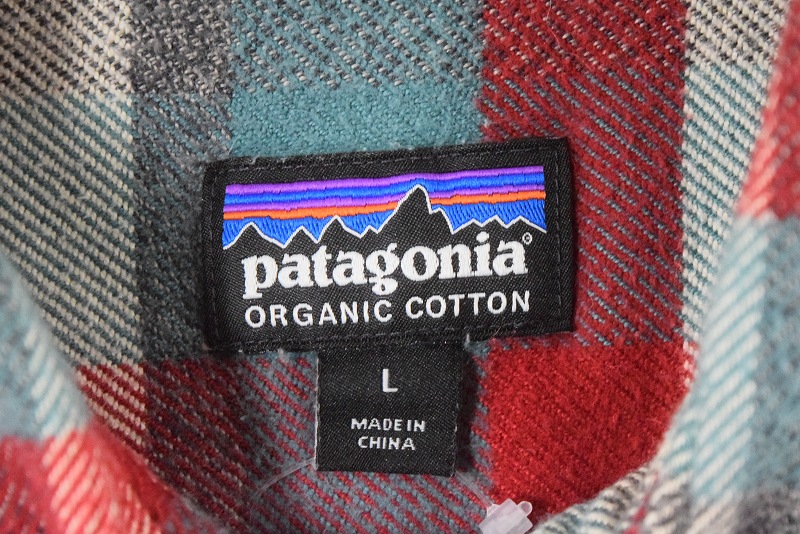 patagonia®
ORGANIC COTTON
L
MADE IN
CHINA